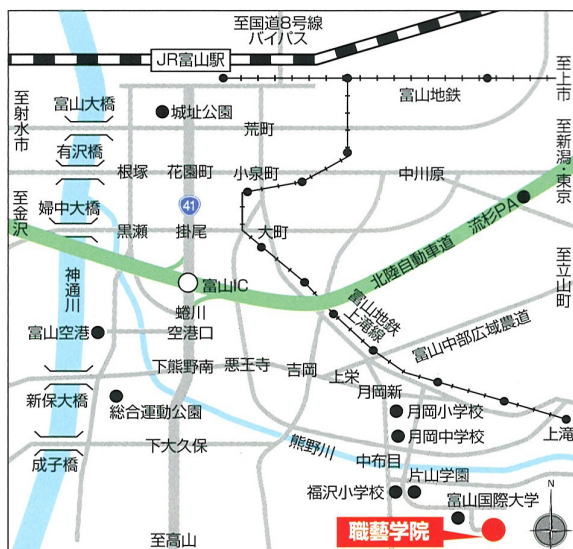 至国道8号線
バイパス
JR富山駅
至上市
富山地鉄
至射水市
富山大橋
城址公園
荒町
有沢橋
至新潟・東京
根塚
花園町
小泉町
中川原
婦中大橋
41
流杉PA
至金沢
黒瀬
掛尾
大町
北陸自動車道
至立山町
神通川
富山IC
蜷川
富山地鉄
上滝線
富山空港
空港口
富山中部広域農道
下熊野南
悪王寺
吉岡
上栄
新保大橋
月岡新
総合運動公園
月岡小学校
月岡中学校
上滝
下大久保
熊野川
中布目
成子橋
片山学園
福沢小学校
富山国際大学
N
職藝学院
至高山